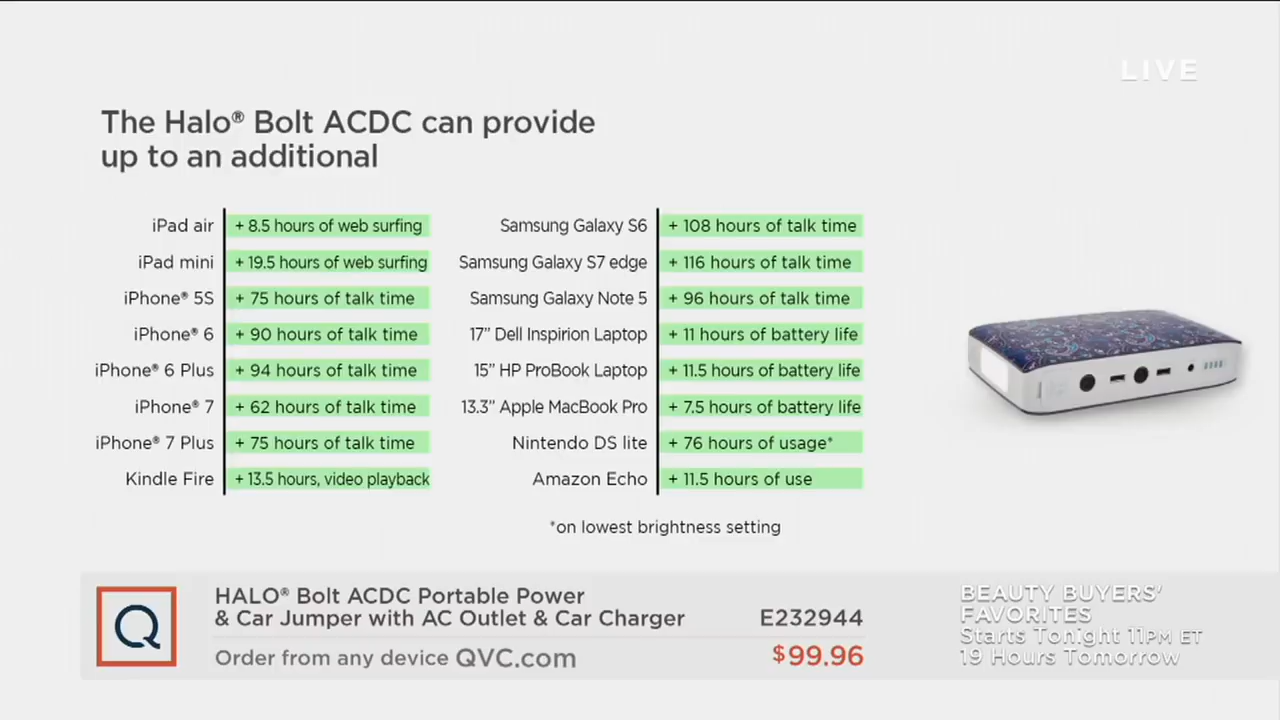 LIVE
The Halo® Bolt ACDC can provide
up to an additional
iPad air + 8.5 hours of web surfing
iPad mini + 19.5 hours of web surfing
iPhone® 5S + 75 hours of talk time
iPhone® 6 + 90 hours of talk time
iPhone® 6 Plus + 94 hours of talk time
iPhone® 7 + 62 hours of talk time
iPhone® 7 Plus + 75 hours of talk time
Kindle Fire + 13.5 hours, video playback
Samsung Galaxy S6 + 108 hours of talk time
Samsung Galaxy S7 edge + 116 hours of talk time
Samsung Galaxy Note 5 + 96 hours of talk time
17” Dell Inspirion Laptop + 11 hours of battery life
15” HP ProBook Laptop + 11.5 hours of battery life
13.3” Apple MacBook Pro + 7.5 hours of battery life
Nintendo DS lite + 76 hours of usage*
Amazon Echo + 11.5 hours of use
*on lowest brightness setting
Q
HALO® Bolt ACDC Portable Power
& Car Jumper with AC Outlet & Car Charger E232944
Order from any device QVC.com $99.96
BEAUTY BUYERS'
FAVORITES
Starts Tonight 11PM ET
19 Hours Tomorrow